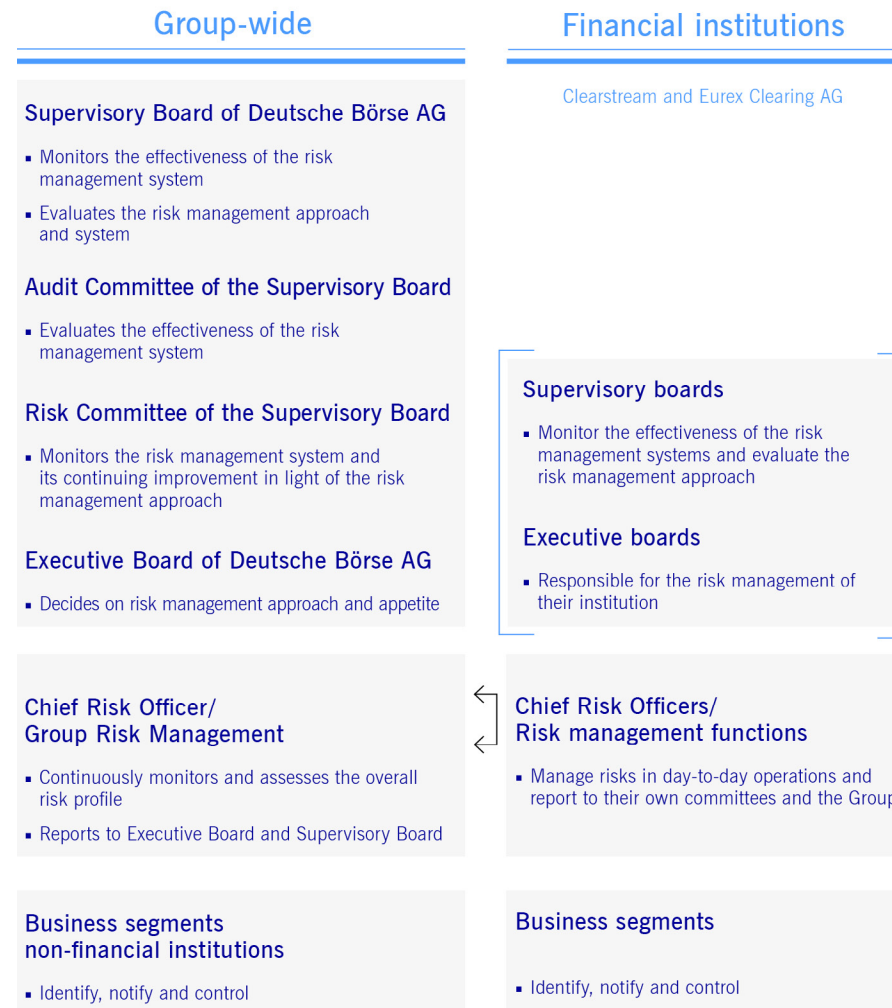 Group-wide
Supervisory Board of Deutsche Börse AG
▪ Monitors the effectiveness of the risk
management system
▪ Evaluates the risk management approach
and system
Audit Committee of the Supervisory Board
▪ Evaluates the effectiveness of the risk
management system
Risk Committee of the Supervisory Board
▪ Monitors the risk management system and
its continuing improvement in light of the risk
management approach
Executive Board of Deutsche Börse AG
▪ Decides on risk management approach and appetite
Chief Risk Officer/
Group Risk Management
▪ Continuously monitors and assesses the overall
risk profile
▪ Reports to Executive Board and Supervisory Board
Business segments
non-financial institutions
▪ Identify, notify and control
Financial institutions
Clearstream and Eurex Clearing AG
Supervisory boards
▪ Monitor the effectiveness of the risk
management systems and evaluate the
risk management approach
Executive boards
▪ Responsible for the risk management of
their institution
Chief Risk Officers/
Risk management functions
▪ Manage risks in day-to-day operations and
report to their own committees and the Group
Business segments
▪ Identify, notify and control